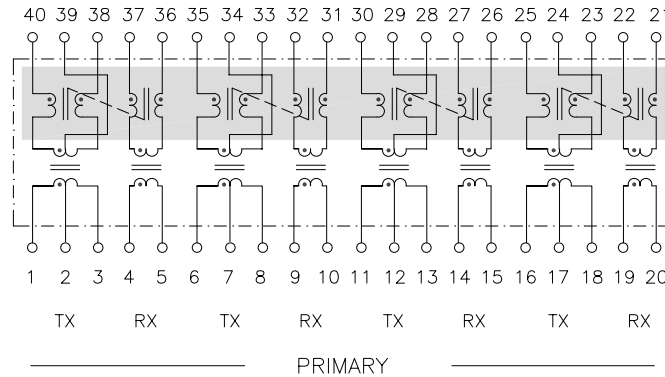 40 39 38 37 36 35 34 33 32 31 30 29 28 27 26 25 24 23 22 21
1 2 3 4 5 6 7 8 9 10 11 12 13 14 15 16 17 18 19 20
TX RX TX RX TX RX TX RX
PRIMARY